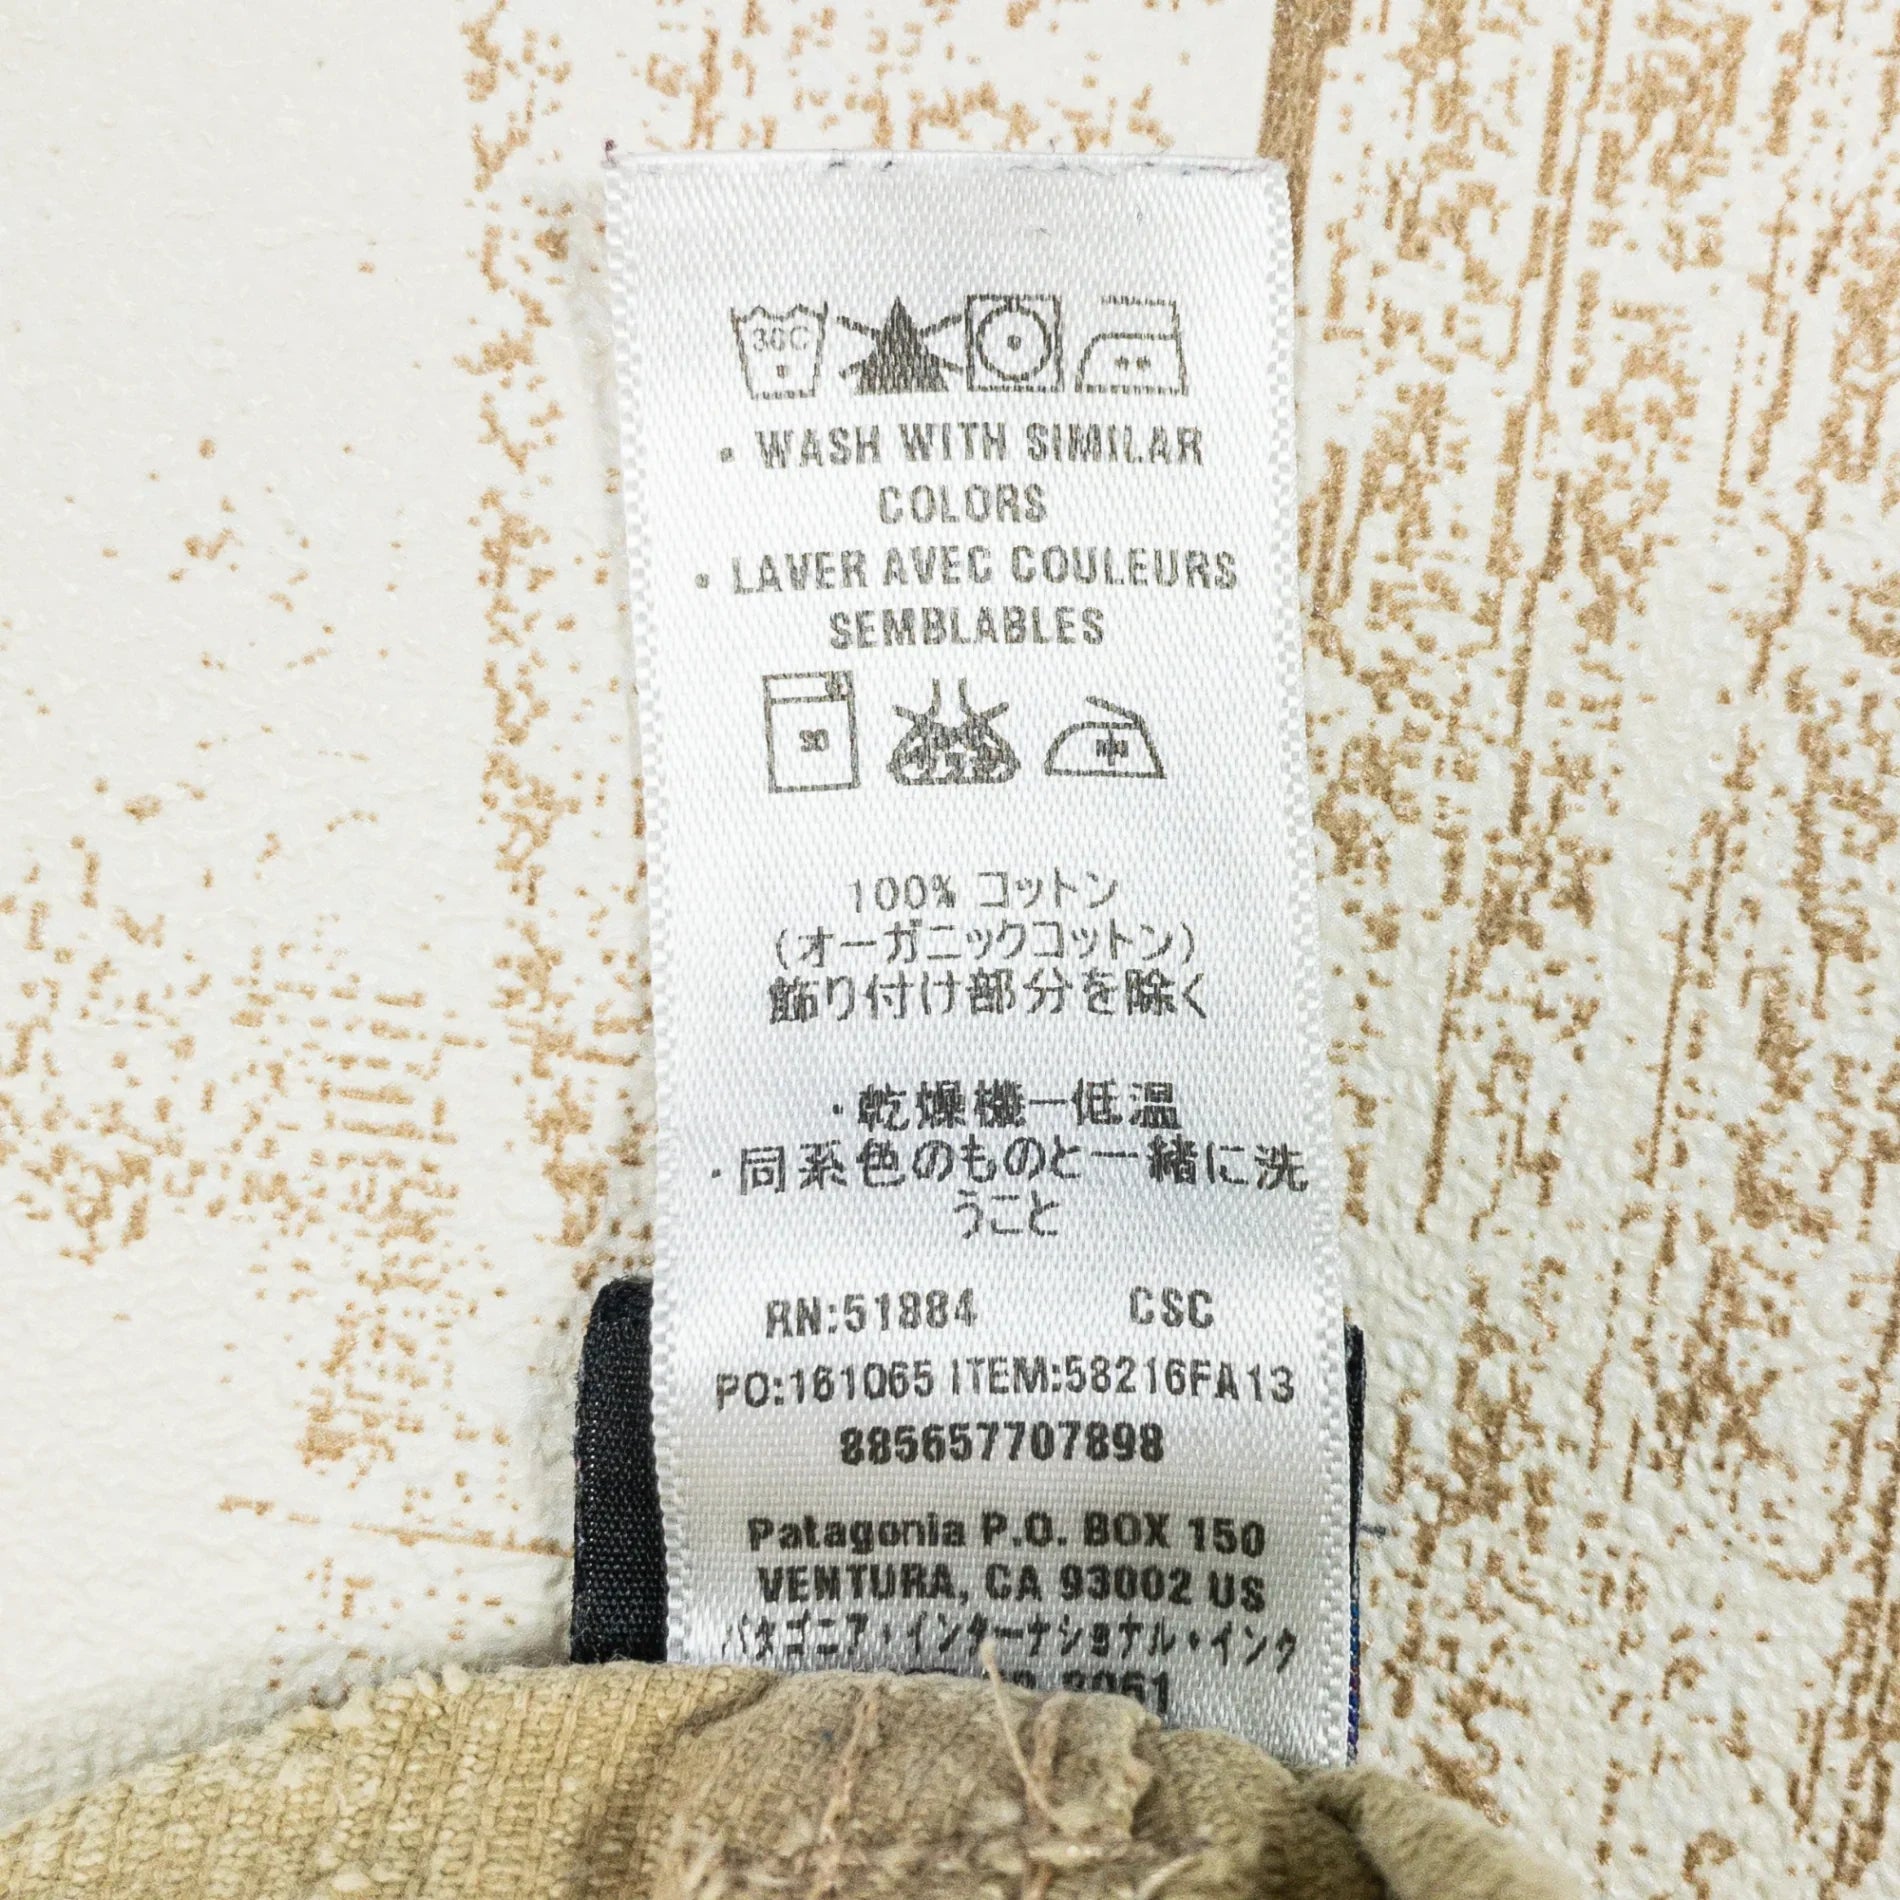 30C
· WASH WITH SIMILAR
COLORS
· LAVER AVEC COULEURS
SEMBLABLES
30 中
100% コットン
(オーガニックコットン)
飾り付け部分を除く
·乾燥機ー低温
·同系色のものと一緒に洗
うこと
RN:51884 CSC
PO:161065 ITEM:58216FA13
885657707898
Patagonia P.O. BOX 150
VENTURA, CA 93002 US
パタゴニア・インターナショナル・インク